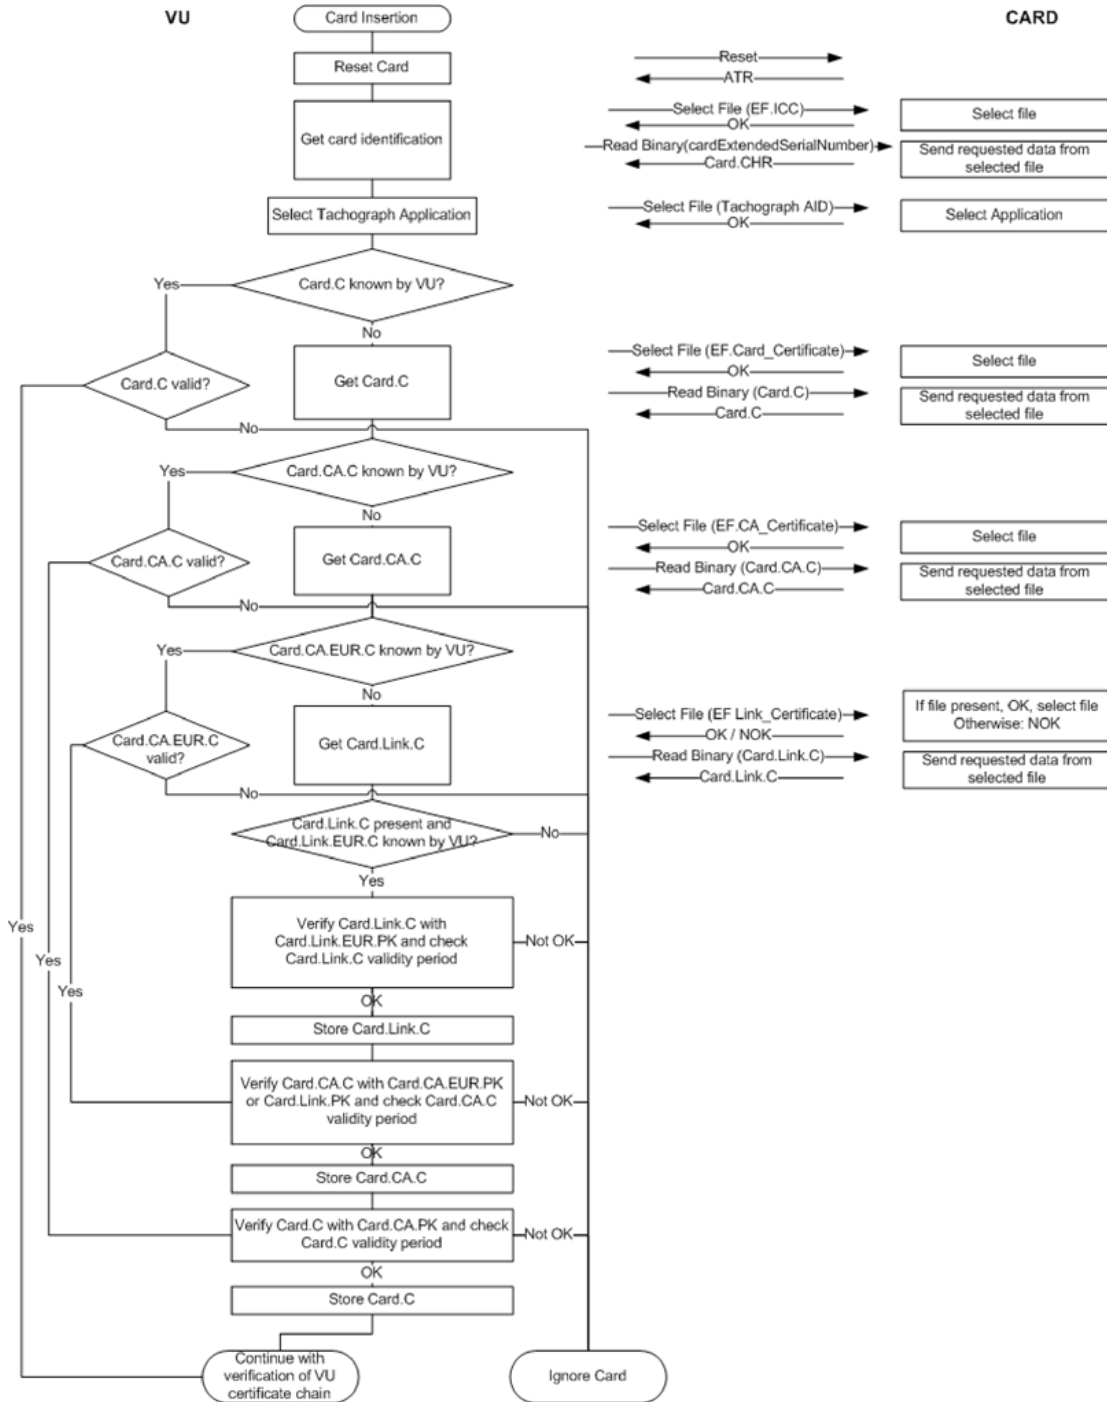 VU
CARD
Card Insertion
Reset Card
Reset
ATR
Get card identification
Select File (EF.ICC)
OK
Select file
Read Binary(cardExtendedSerialNumber)
Card.CHR
Send requested data from
selected file
Select Tachograph Application
Select File (Tachograph AID)
OK
Select Application
Card.C known by VU?
Yes
No
Card.C valid?
Get Card.C
Select File (EF.Card_Certificate)
OK
Select file
Read Binary (Card.C)
Card.C
Send requested data from
selected file
No
Card.CA.C known by VU?
Yes
No
Card.CA.C valid?
Get Card.CA.C
Select File (EF.CA_Certificate)
OK
Select file
Read Binary (Card.CA.C)
Card.CA.C
Send requested data from
selected file
No
Card.CA.EUR.C known by VU?
Yes
No
Card.CA.EUR.C
valid?
Get Card.Link.C
Select File (EF Link_Certificate)
OK / NOK
If file present, OK, select file
Otherwise: NOK
Read Binary (Card.Link.C)
Card.Link.C
Send requested data from
selected file
No
Card.Link.C present and
Card.Link.EUR.C known by VU?
No
Yes
Verify Card.Link.C with
Card.Link.EUR.PK and check
Card.Link.C validity period
Not OK
Yes
Yes
Yes
OK
Store Card.Link.C
Verify Card.CA.C with Card.CA.EUR.PK
or Card.Link.PK and check Card.CA.C
validity period
Not OK
OK
Store Card.CA.C
Verify Card.C with Card.CA.PK and check
Card.C validity period
Not OK
OK
Store Card.C
Continue with
verification of VU
certificate chain
Ignore Card